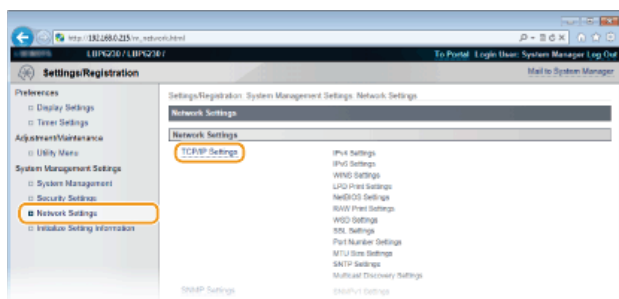 http://192.168.0.215/m_network.html
LBP6230 / LBP6230 /
To Portal Login User: System Manager Log Out
Settings/Registration
Mail to System Manager
Preferences
Display Settings
Timer Settings
Adjustment/Maintenance
Utility Menu
System Management Settings
System Management
Security Settings
Network Settings
Initialize Setting Information
Settings/Registration: System Management Settings: Network Settings
Network Settings
Network Settings
TCP/IP Settings
IPv4 Settings
IPv6 Settings
WINS Settings
LPD Print Settings
NetBIOS Settings
RAW Print Settings
WSD Settings
SSL Settings
Port Number Settings
MTU Size Settings
SNTP Settings
Multicast Discovery Settings
SNMP Settings
SNMPv1 Settings